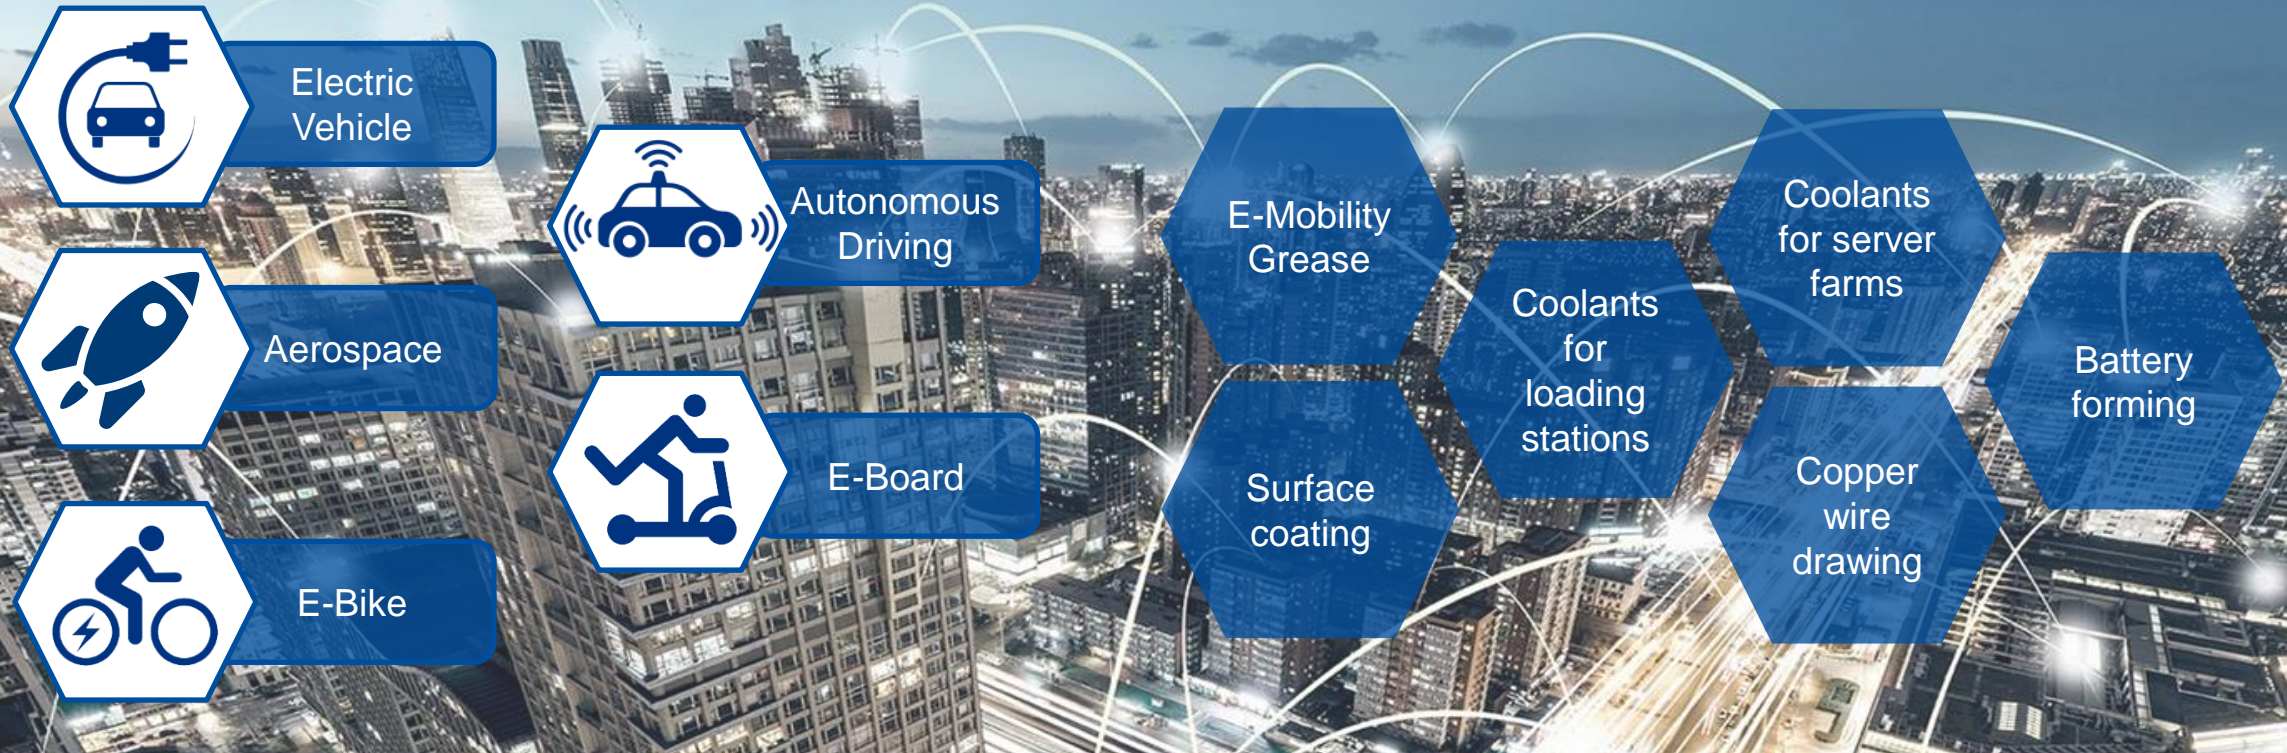 Electric
Vehicle
Autonomous
Driving
Aerospace
E-Board
E-Bike
E-Mobility
Grease
Coolants
for
loading
stations
Coolants
for server
farms
Battery
forming
Surface
coating
Copper
wire
drawing